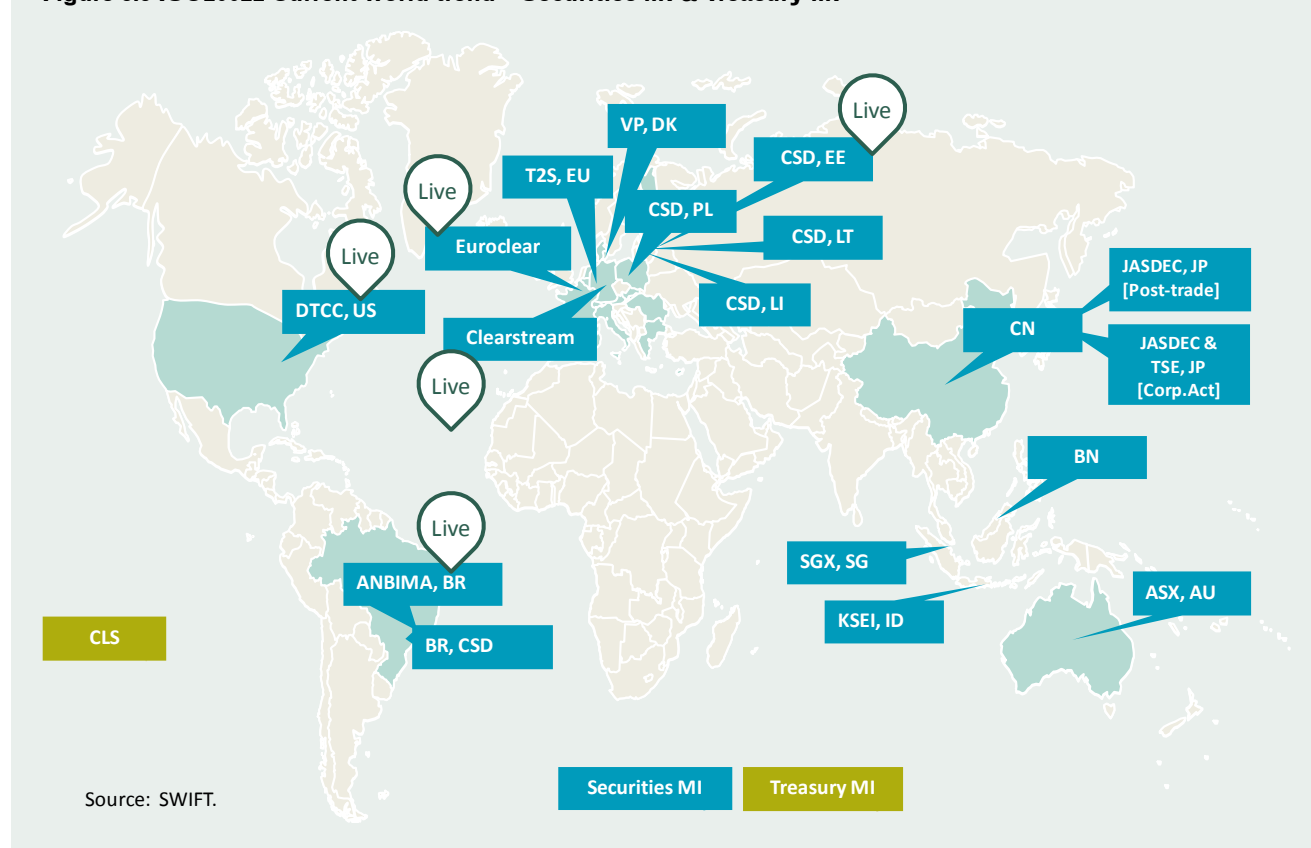 Live
VP, DK
CSD, EE
T2S, EU
Live
CSD, PL
Euroclear
CSD, LT
Live
JASDEC, JP
[Post-trade]
DTCC, US
CSD, LI
CN
Clearstream
JASDEC &
TSE, JP
[Corp.Act]
Live
BN
Live
SGX, SG
ANBIMA, BR
ASX, AU
KSEI, ID
CLS
BR, CSD
Securities MI
Treasury MI
Source: SWIFT.